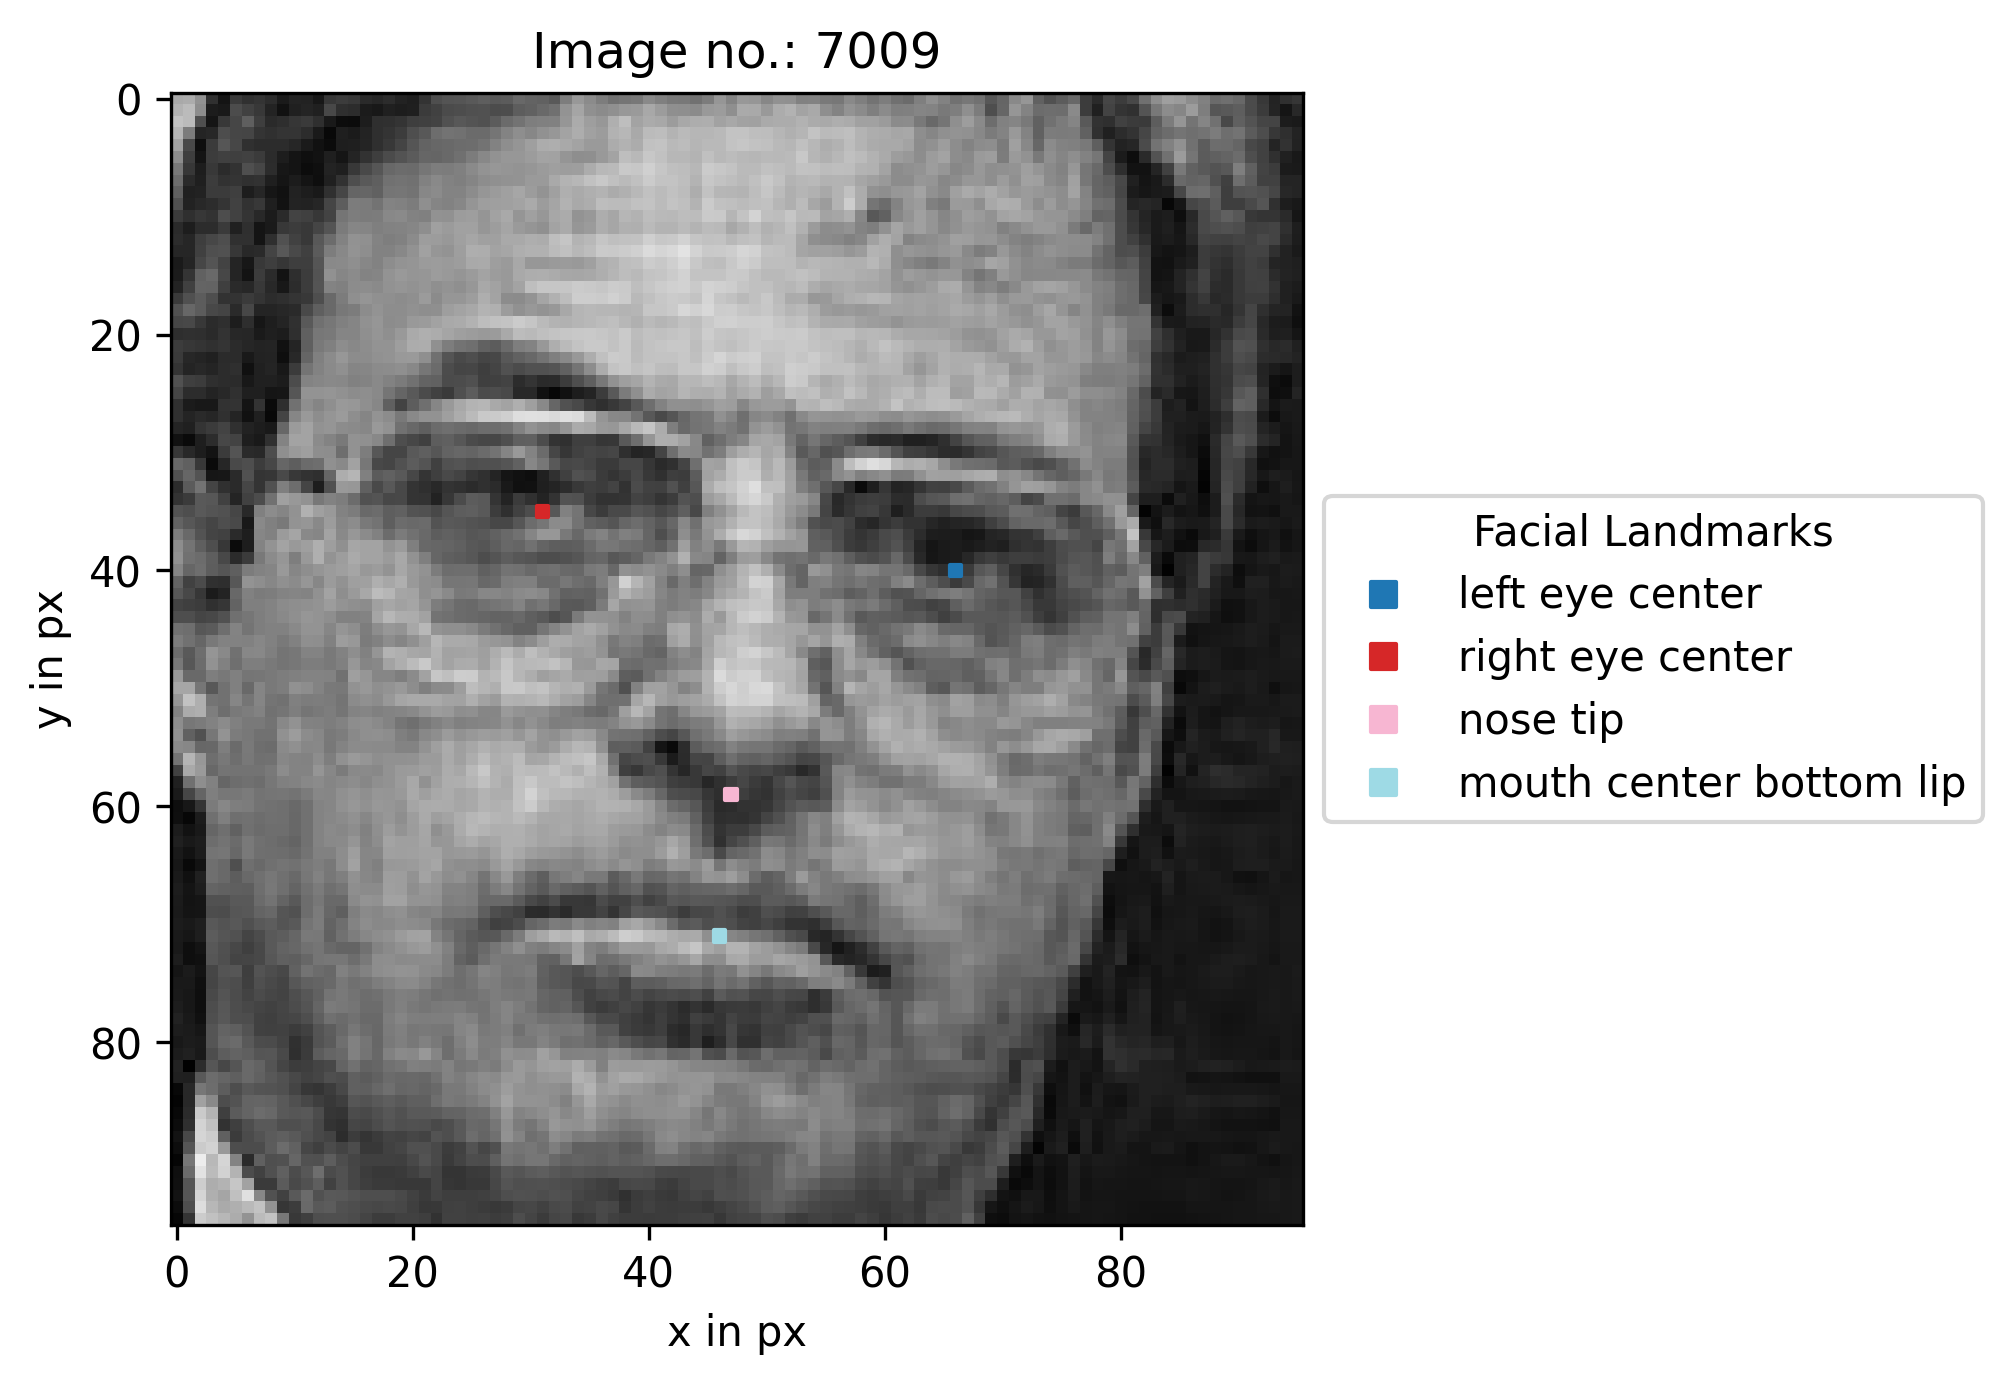 Image no.: 7009
0
20
40
60
80
y in px
0 20 40 60 80
x in px
Facial Landmarks
left eye center
right eye center
nose tip
mouth center bottom lip